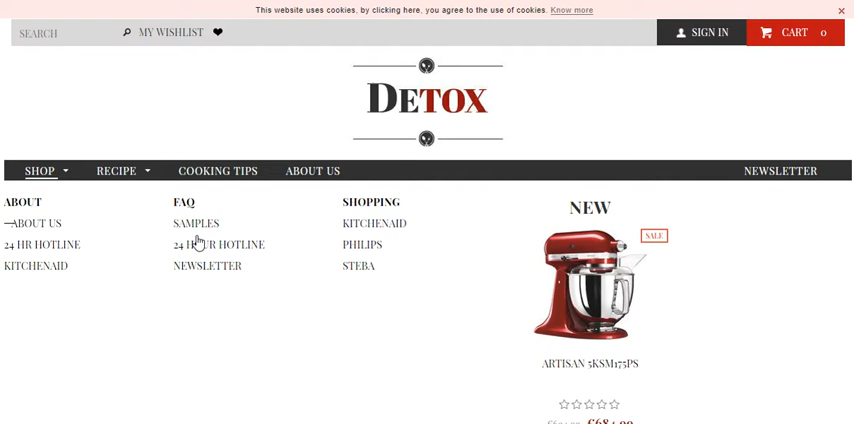 This website uses cookies, by clicking here, you agree to the use of cookies. Know more
SEARCH MY WISHLIST SIGN IN CART 0
DETOX
SHOP RECIPE COOKING TIPS ABOUT US NEWSLETTER
ABOUT FAQ SHOPPING NEW
ABOUT US SAMPLES KITCHENAID SALE
24 HR HOTLINE 24 HOUR HOTLINE PHILIPS
KITCHENAID NEWSLETTER STEBA
ARTISAN 5KSM175PS